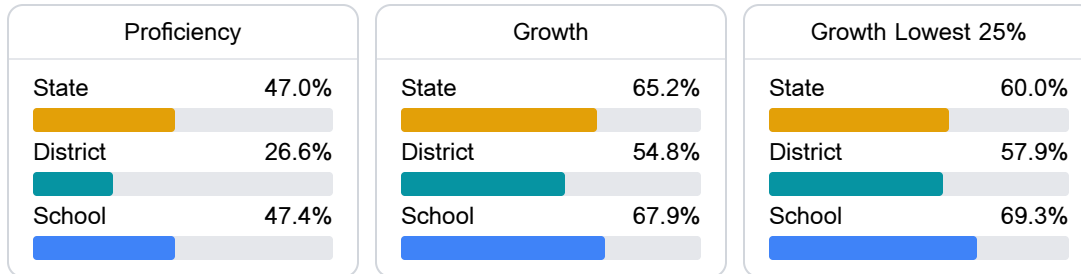 Proficiency
State 47.0%
District 26.6%
School 47.4%
Growth
State 65.2%
District 54.8%
School 67.9%
Growth Lowest 25%
State 60.0%
District 57.9%
School 69.3%